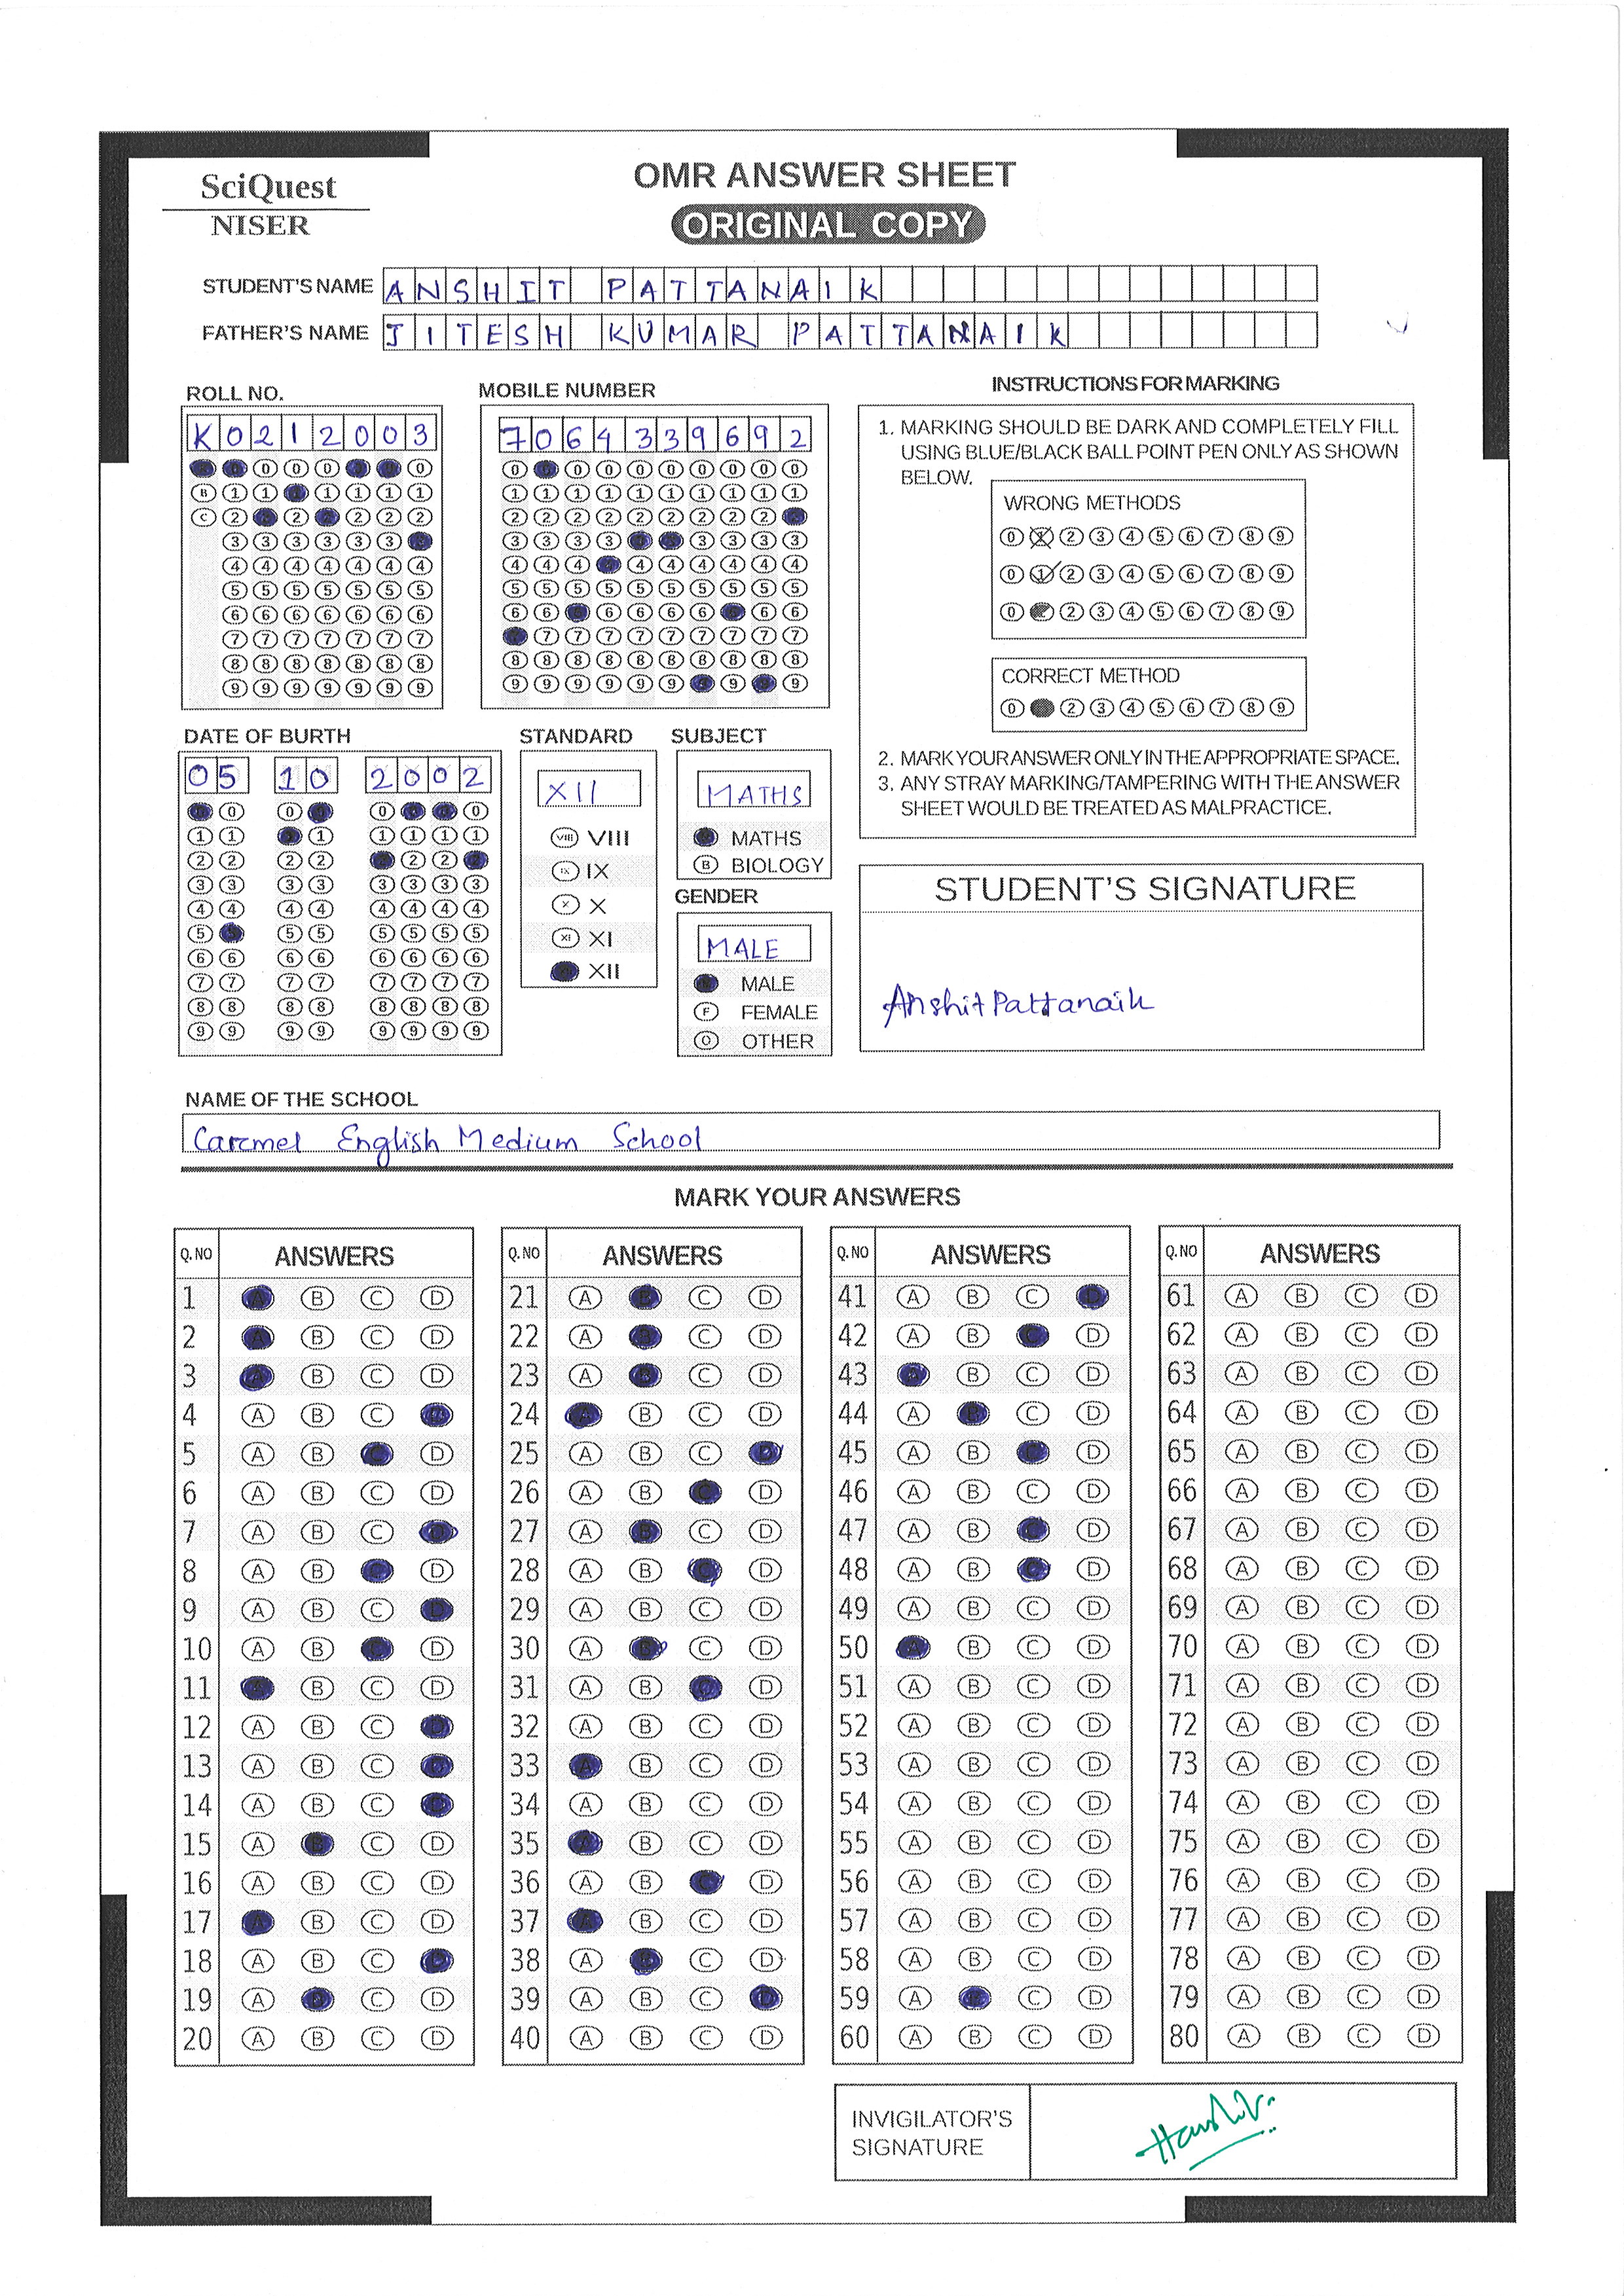 SciQuest
NISER
OMR ANSWER SHEET
ORIGINAL COPY
STUDENT'S NAME ANSHIT PATTANAIK
FATHER'S NAME JITESH KUMAR PATTANAIK
ROLL NO.
K0212003
MOBILE NUMBER
7064339692
INSTRUCTIONS FOR MARKING
1. MARKING SHOULD BE DARK AND COMPLETELY FILL
USING BLUE/BLACK BALL POINT PEN ONLY AS SHOWN
BELOW.
WRONG METHODS
CORRECT METHOD
2. MARK YOUR ANSWER ONLY IN THE APPROPRIATE SPACE.
3. ANY STRAY MARKING/TAMPERING WITH THE ANSWER
SHEET WOULD BE TREATED AS MALPRACTICE.
DATE OF BURTH
05 10 2002
STANDARD
XII
VIII
IX
X
XI
XII
SUBJECT
MATHS
MATHS
BIOLOGY
GENDER
MALE
MALE
FEMALE
OTHER
STUDENT'S SIGNATURE
Anshit Pattanaik
NAME OF THE SCHOOL
Carmel English Medium School
MARK YOUR ANSWERS
Q. NO ANSWERS Q. NO ANSWERS Q. NO ANSWERS Q. NO ANSWERS
1 A B C D 21 A B C D 41 A B C D 61 A B C D
2 A B C D 22 A B C D 42 A B C D 62 A B C D
3 A B C D 23 A B C D 43 A B C D 63 A B C D
4 A B C D 24 A B C D 44 A B C D 64 A B C D
5 A B C D 25 A B C D 45 A B C D 65 A B C D
6 A B C D 26 A B C D 46 A B C D 66 A B C D
7 A B C D 27 A B C D 47 A B C D 67 A B C D
8 A B C D 28 A B C D 48 A B C D 68 A B C D
9 A B C D 29 A B C D 49 A B C D 69 A B C D
10 A B C D 30 A B C D 50 A B C D 70 A B C D
11 A B C D 31 A B C D 51 A B C D 71 A B C D
12 A B C D 32 A B C D 52 A B C D 72 A B C D
13 A B C D 33 A B C D 53 A B C D 73 A B C D
14 A B C D 34 A B C D 54 A B C D 74 A B C D
15 A B C D 35 A B C D 55 A B C D 75 A B C D
16 A B C D 36 A B C D 56 A B C D 76 A B C D
17 A B C D 37 A B C D 57 A B C D 77 A B C D
18 A B C D 38 A B C D 58 A B C D 78 A B C D
19 A B C D 39 A B C D 59 A B C D 79 A B C D
20 A B C D 40 A B C D 60 A B C D 80 A B C D
INVIGILATOR'S
SIGNATURE